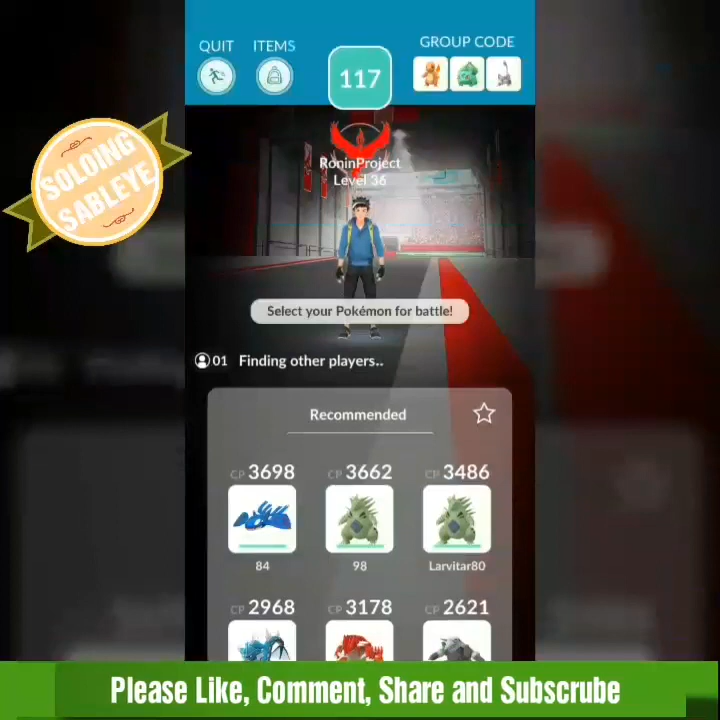 QUIT ITEMS GROUP CODE
117
SOLOING
SABLEYE
RoninProject
Level 36
Select your Pokémon for battle!
01 Finding other players..
Recommended
CP 3698 CP 3662 CP 3486
84 98 Larvitar80
CP 2968 CP 3178 CP 2621
Please Like, Comment, Share and Subscrube